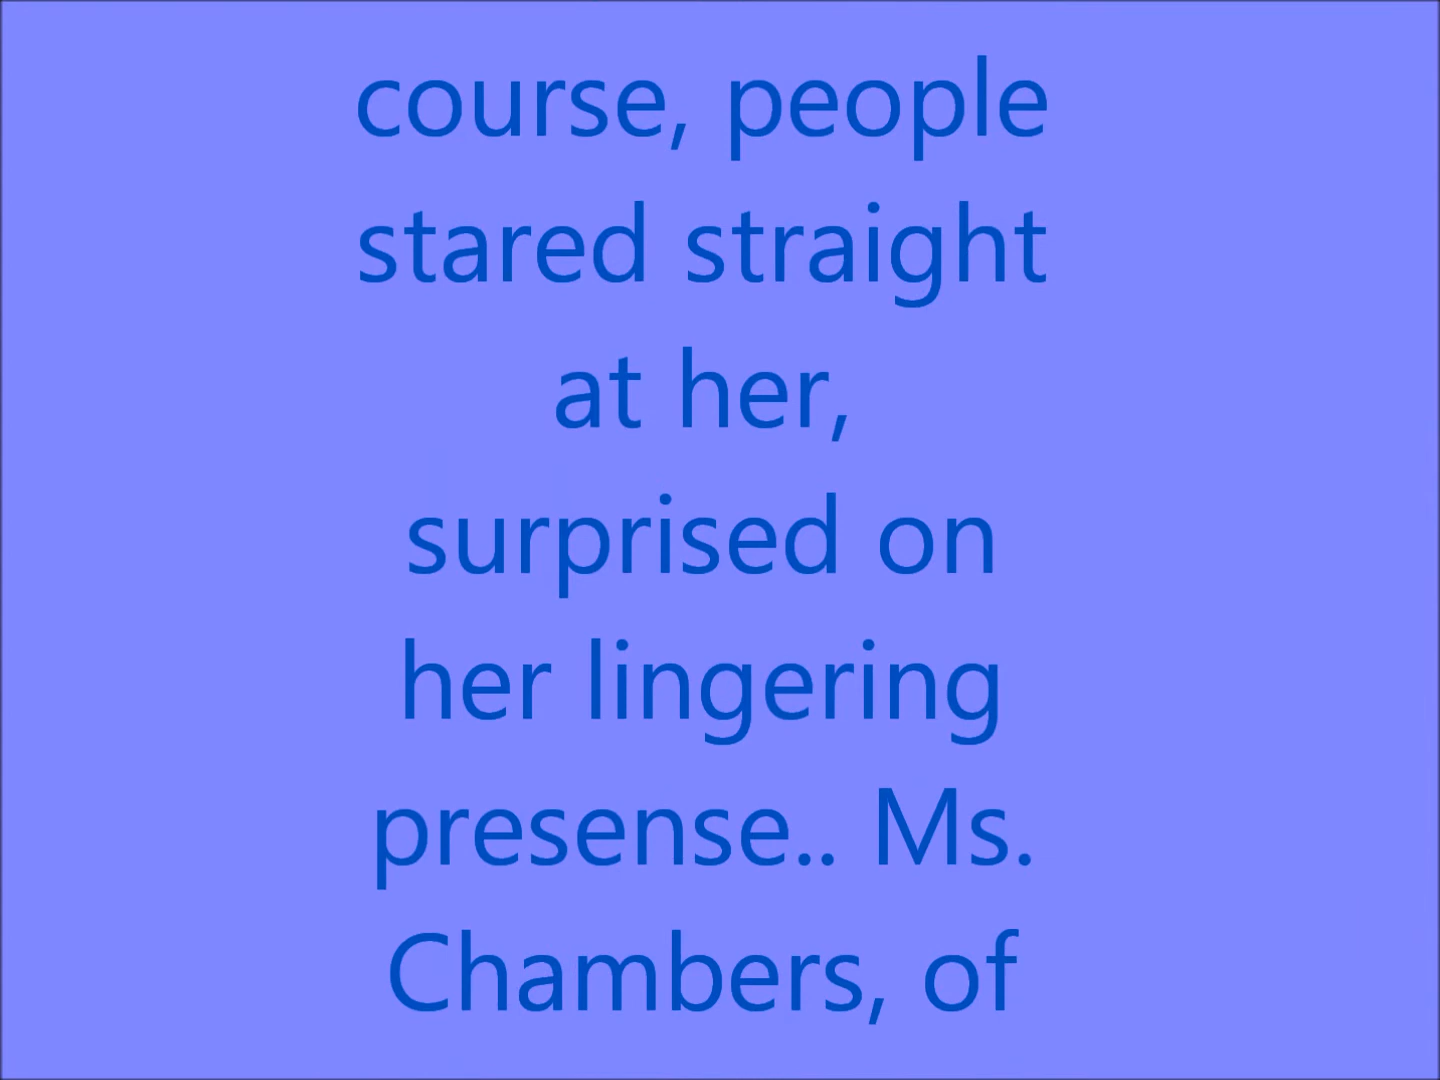 course, people
stared straight
at her,
surprised on
her lingering
presense.. Ms.
Chambers, of